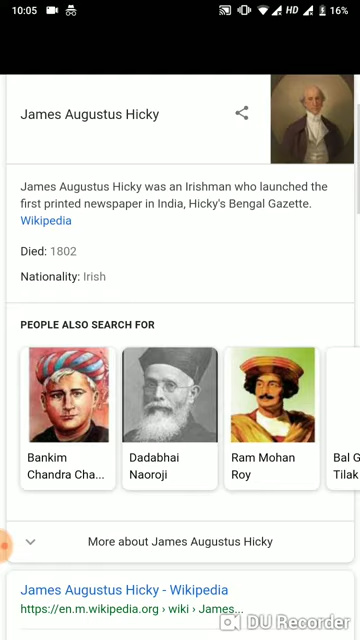 10:05 HD 16%
James Augustus Hicky
James Augustus Hicky was an Irishman who launched the
first printed newspaper in India, Hicky's Bengal Gazette.
Wikipedia
Died: 1802
Nationality: Irish
PEOPLE ALSO SEARCH FOR
Bankim Dadabhai Ram Mohan Bal G
Chandra Cha... Naoroji Roy Tilak
More about James Augustus Hicky
James Augustus Hicky - Wikipedia
https://en.m.wikipedia.org › wiki › James...
DU Recorder